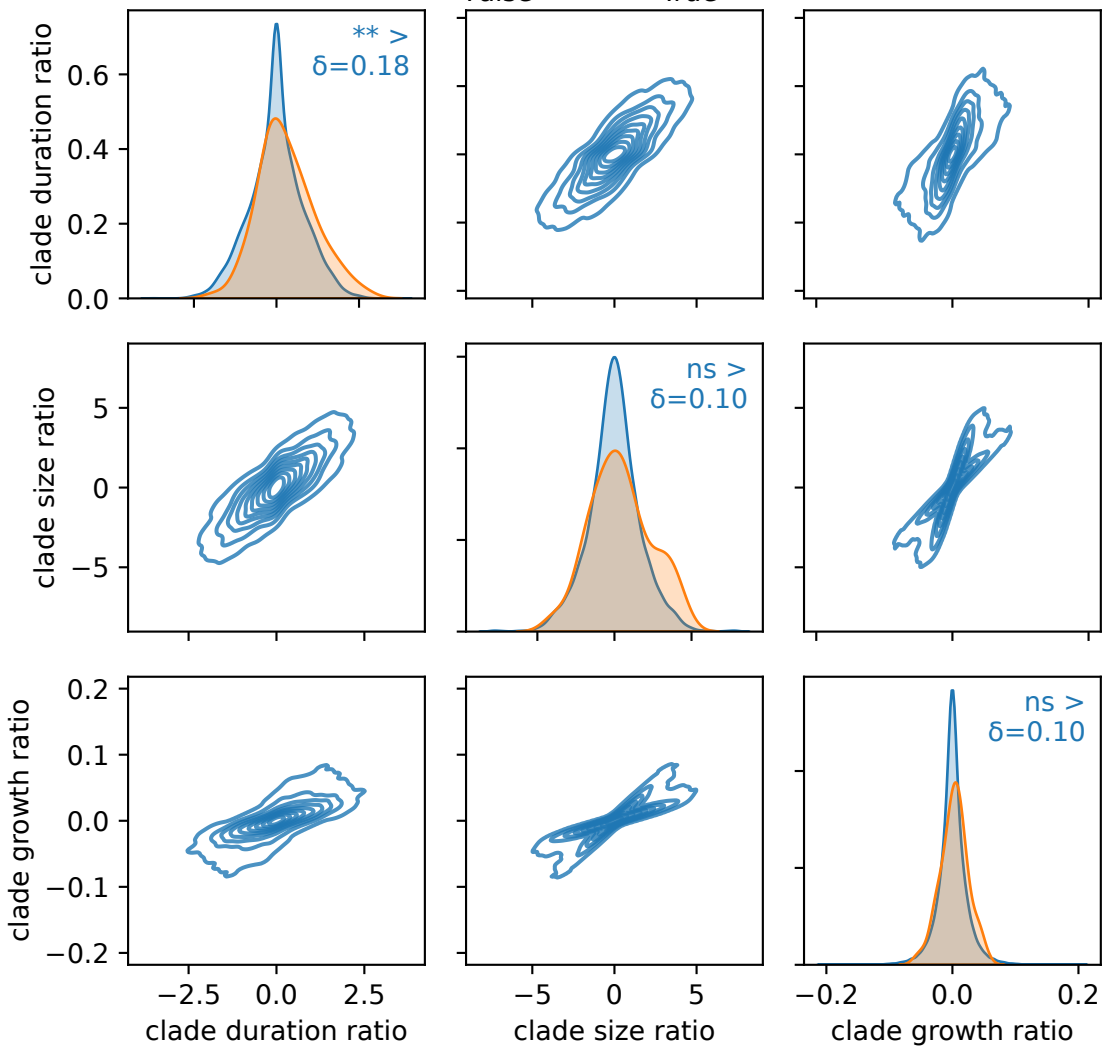 clade duration ratio
0.6
0.4
0.2
0.0
** >
δ=0.18
clade size ratio
5
0
−5
ns >
δ=0.10
clade growth ratio
0.2
0.1
0.0
−0.1
−0.2
ns >
δ=0.10
−2.5 0.0 2.5
−5 0 5
−0.2 0.0 0.2
clade duration ratio
clade size ratio
clade growth ratio